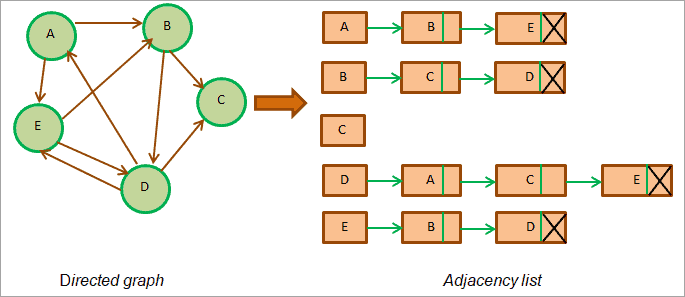 A
B
C
E
D
A B E
B C D
C
D A C E
E B D
Directed graph
Adjacency list